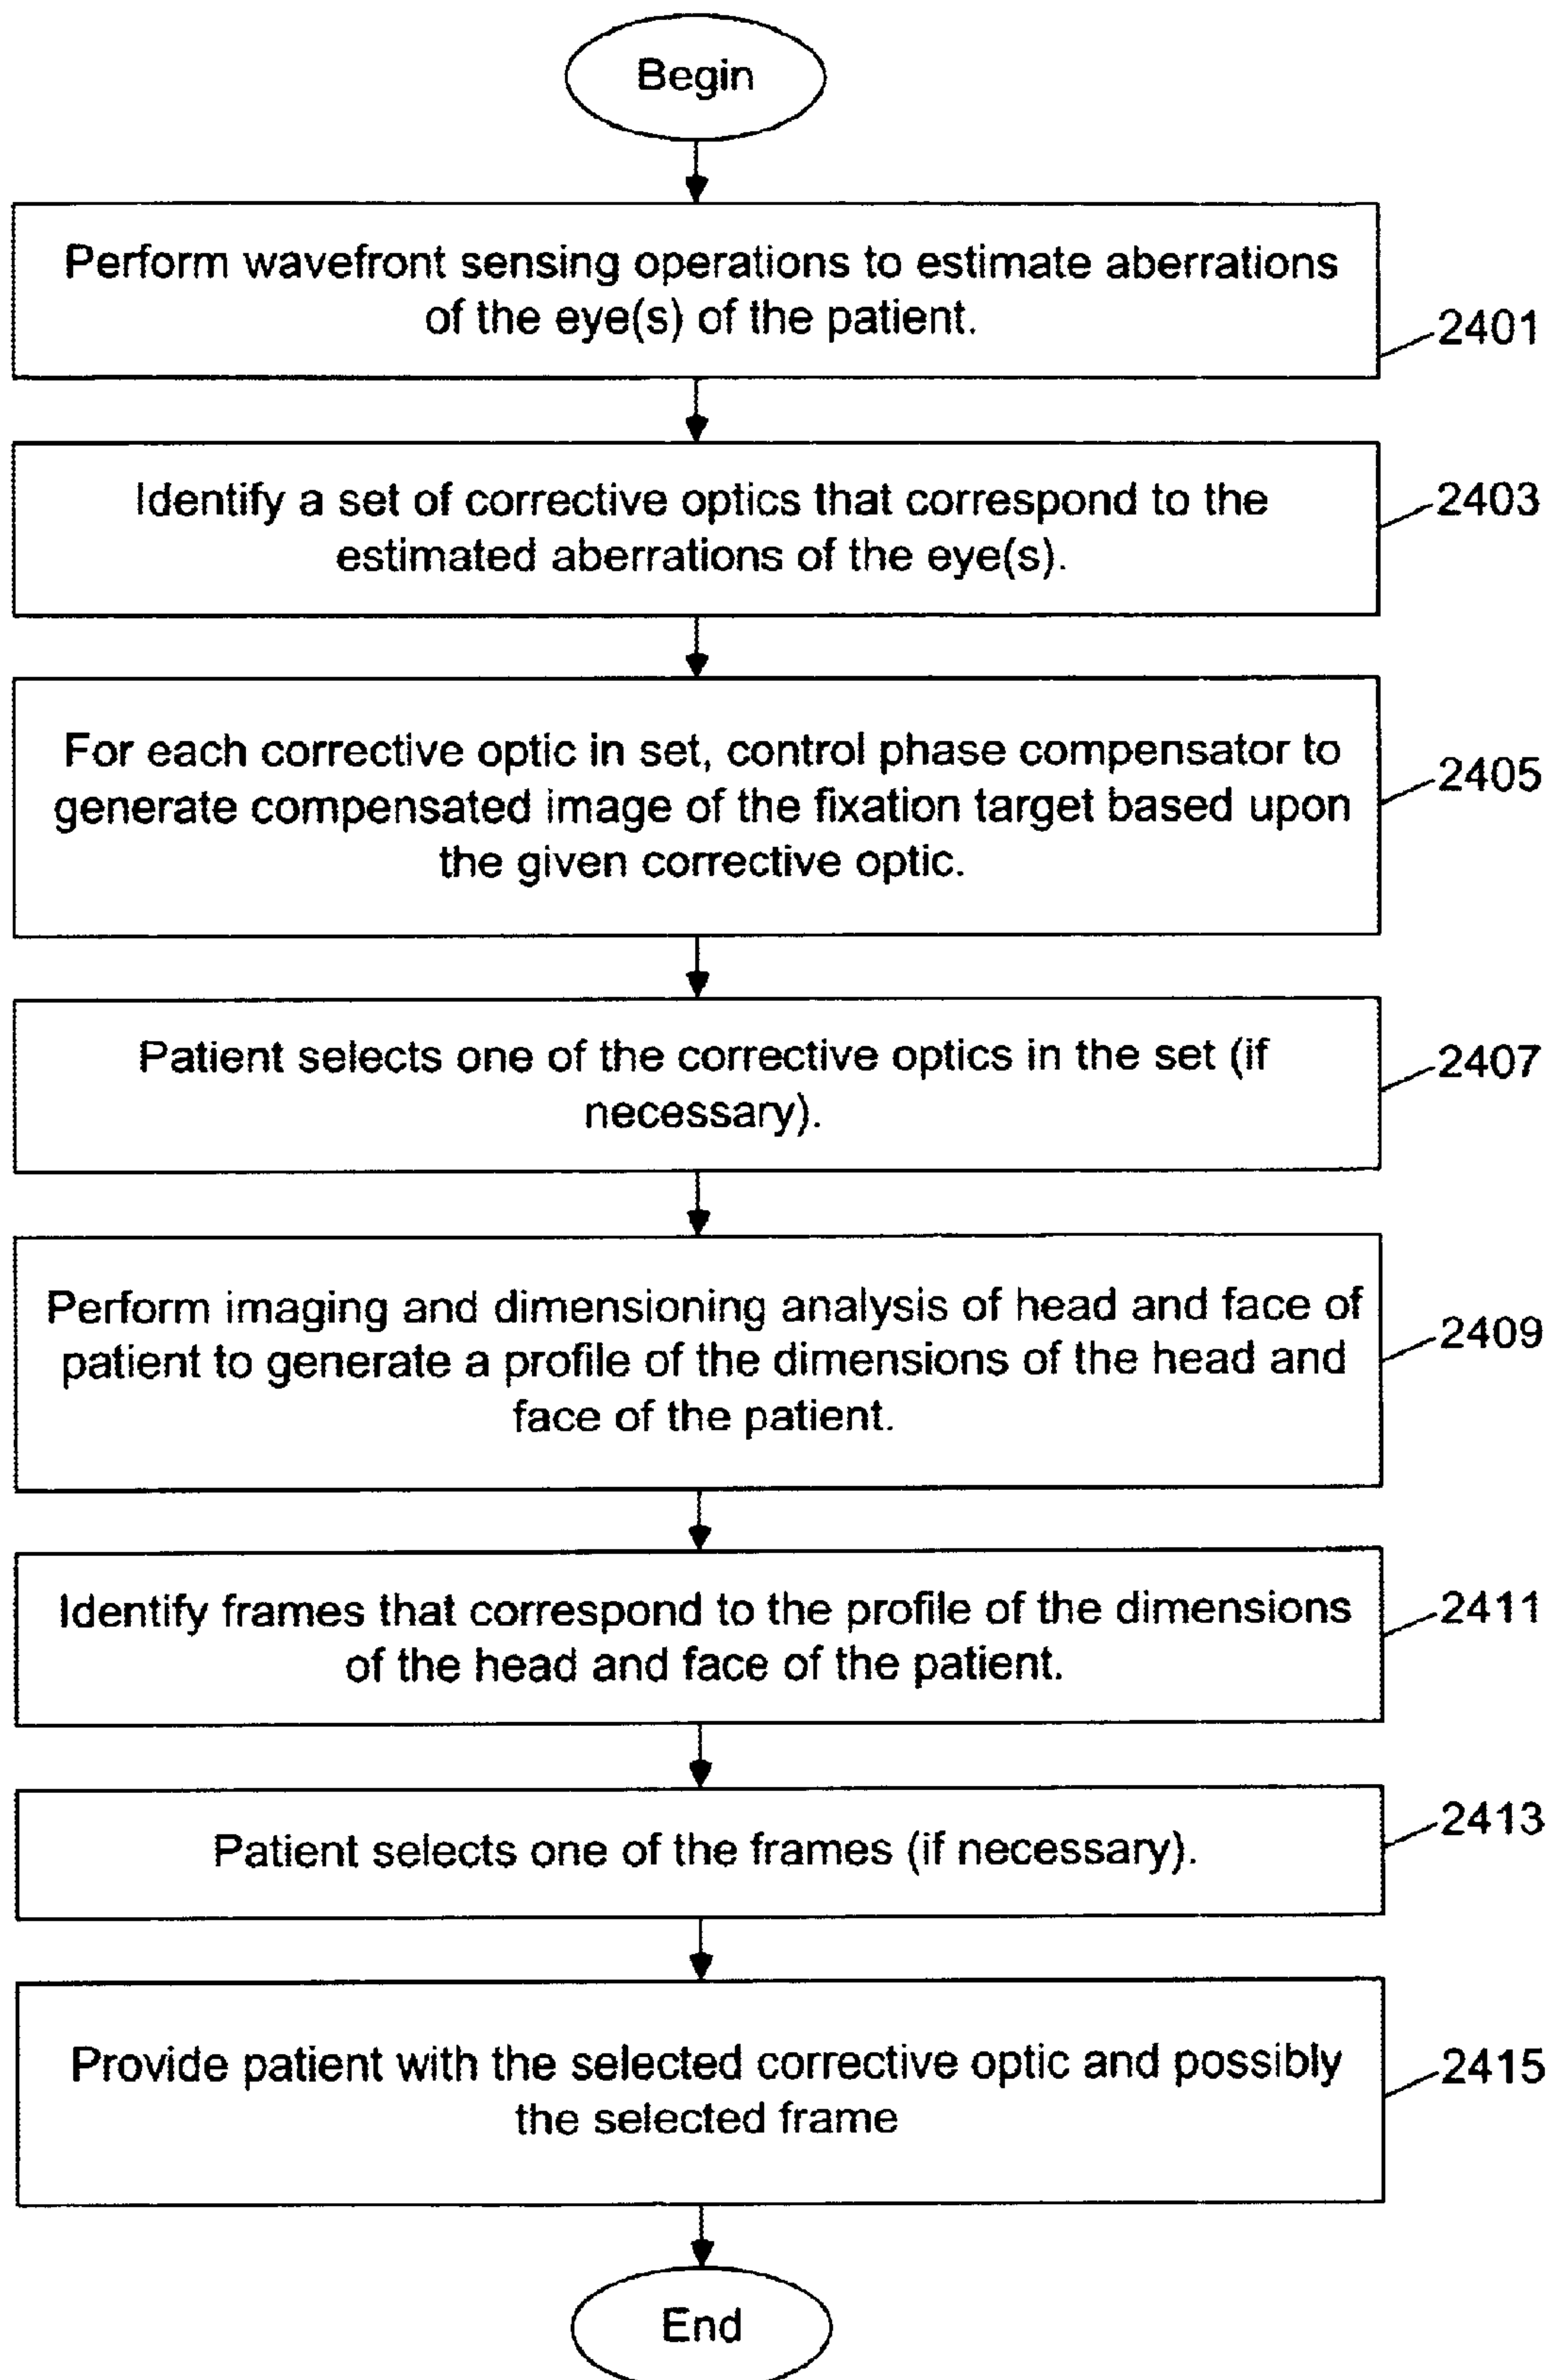 Begin
Perform wavefront sensing operations to estimate aberrations
of the eye(s) of the patient.
2401
Identify a set of corrective optics that correspond to the
estimated aberrations of the eye(s).
2403
For each corrective optic in set, control phase compensator to
generate compensated image of the fixation target based upon
the given corrective optic.
2405
Patient selects one of the corrective optics in the set (if
necessary).
2407
Perform imaging and dimensioning analysis of head and face of
patient to generate a profile of the dimensions of the head and
face of the patient.
2409
Identify frames that correspond to the profile of the dimensions
of the head and face of the patient.
2411
Patient selects one of the frames (if necessary).
2413
Provide patient with the selected corrective optic and possibly
the selected frame
2415
End